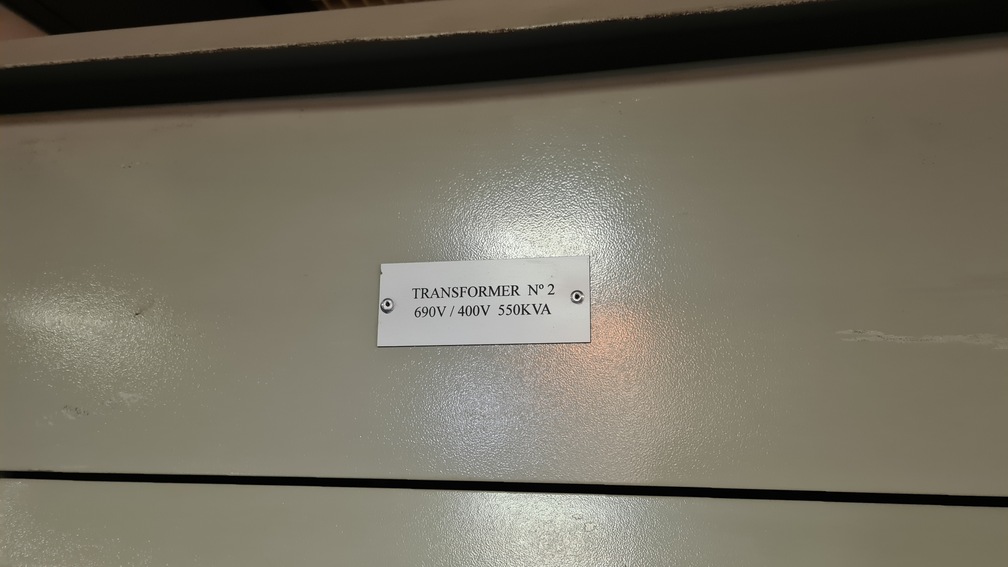 TRANSFORMER Nº 2
690V / 400V 550KVA